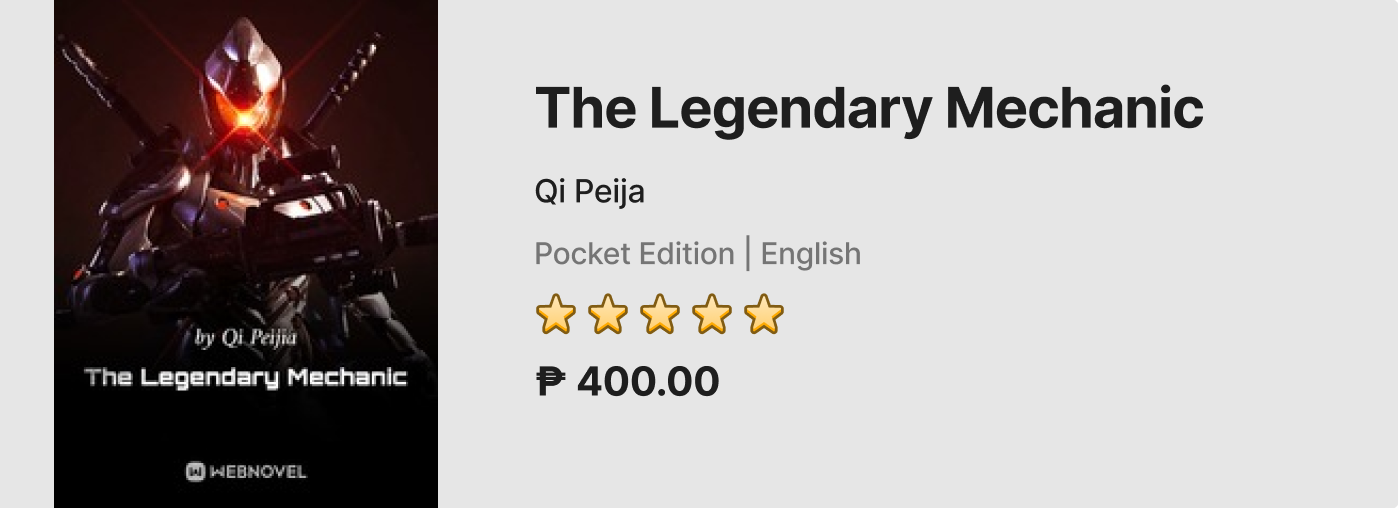 by Qi Peijia
The Legendary Mechanic
WEBNOVEL
The Legendary Mechanic
Qi Peija
Pocket Edition | English
₱ 400.00